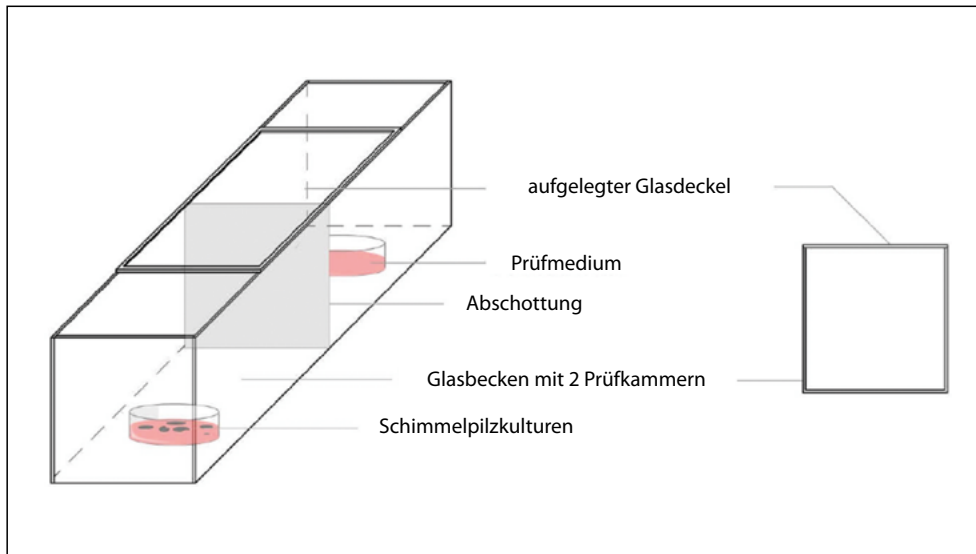 aufgelegter Glasdeckel
Prüfmedium
Abschottung
Glasbecken mit 2 Prüfkammern
Schimmelpilzkulturen